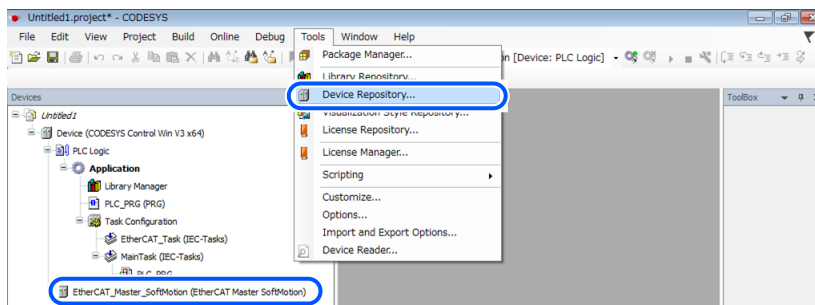 Untitled1.project* - CODESYS
File Edit View Project Build Online Debug Tools Window Help
n [Device: PLC Logic]
Package Manager...
Library Repository...
Device Repository...
Visualization Style Repository...
License Repository...
License Manager...
Scripting
Customize...
Options...
Import and Export Options...
Device Reader...
Devices
Untitled1
Device (CODESYS Control Win V3 x64)
PLC Logic
Application
Library Manager
PLC_PRG (PRG)
Task Configuration
EtherCAT_Task (IEC-Tasks)
MainTask (IEC-Tasks)
PLC_PRG
EtherCAT_Master_SoftMotion (EtherCAT Master SoftMotion)
ToolBox